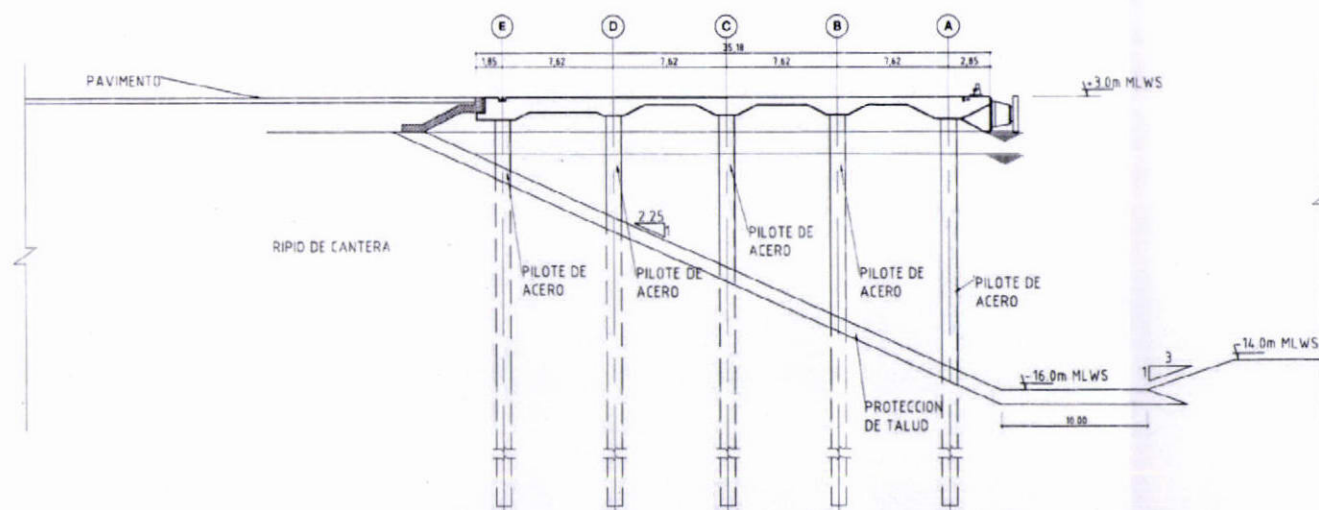 E D C B A
35,18
1,85 7,62 7,62 7,62 7,62 2,85
PAVIMENTO
+3.0m MLWS
2.25
1
RIPIO DE CANTERA
PILOTE DE
ACERO
PILOTE DE
ACERO
PILOTE DE
ACERO
PILOTE DE
ACERO
PILOTE DE
ACERO
-14.0m MLWS
3
1
-16.0m MLWS
PROTECCION
DE TALUD
10.00